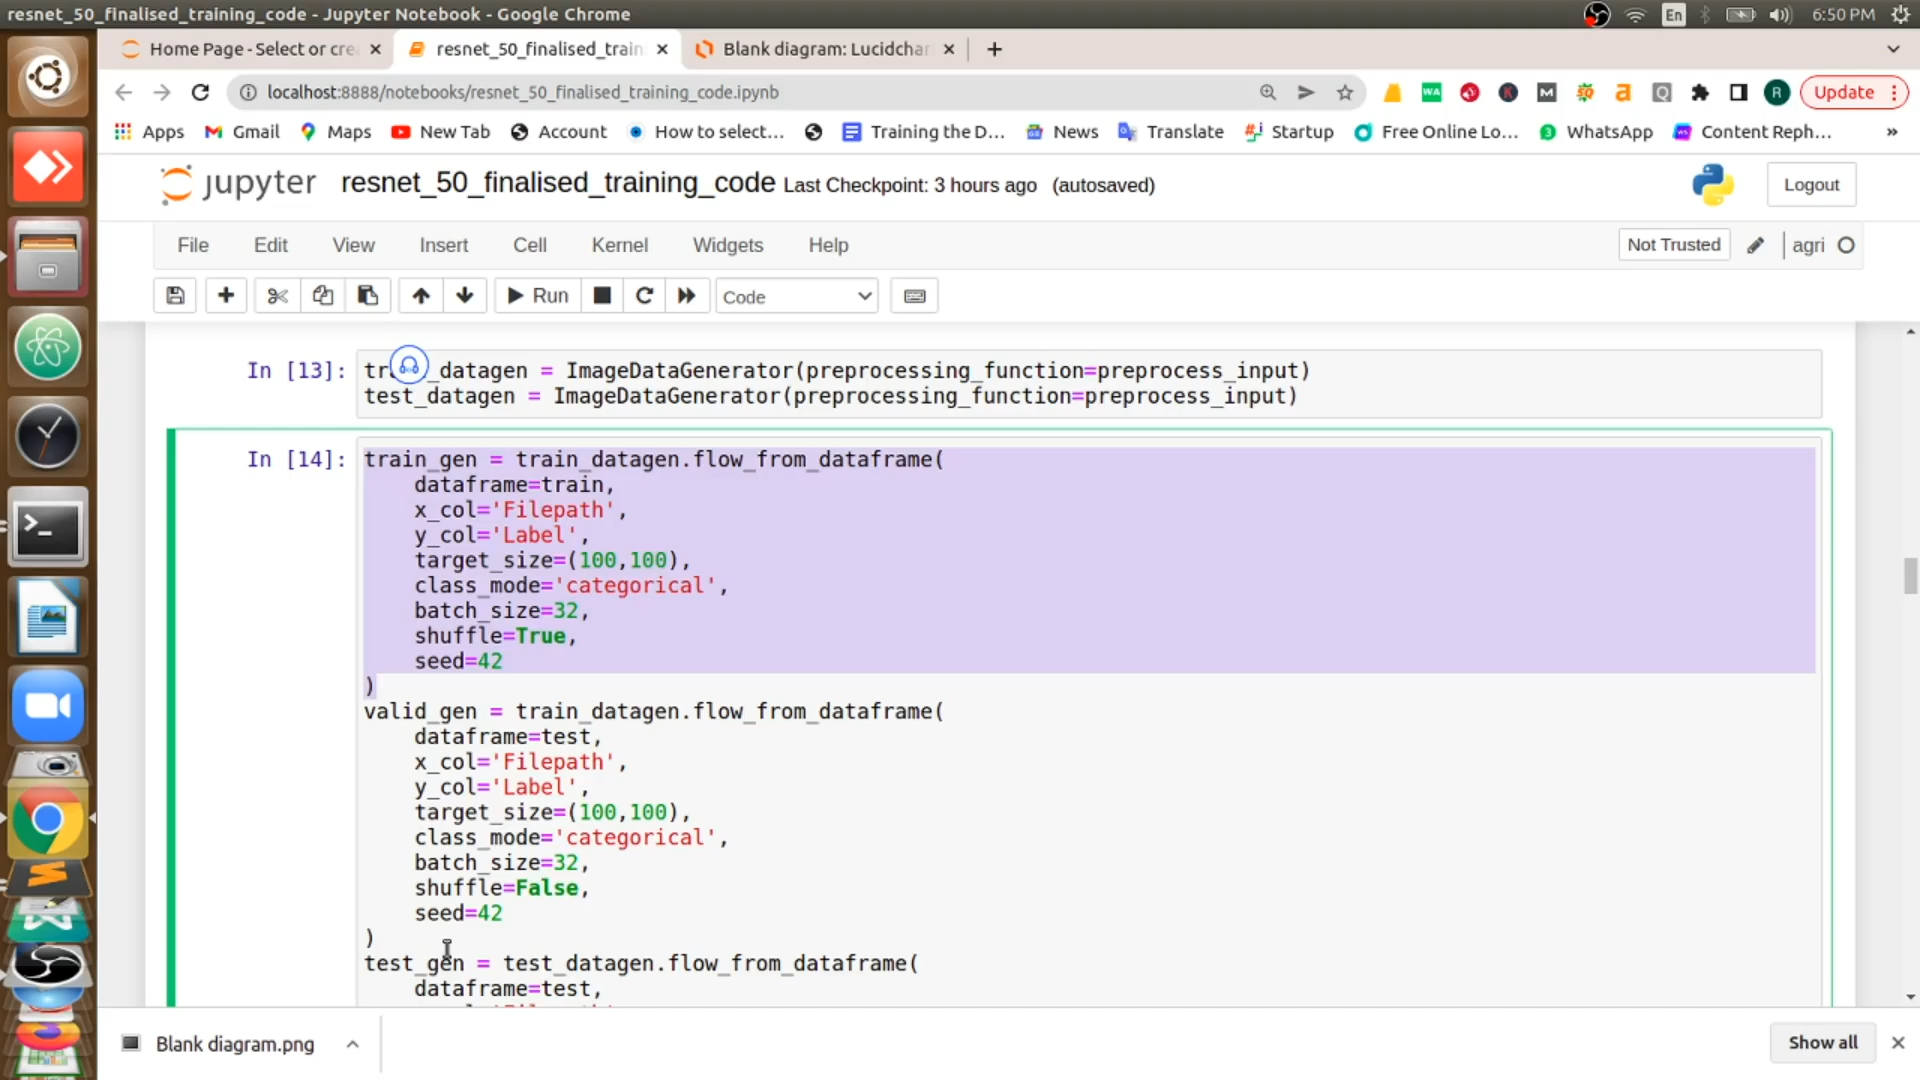 resnet_50_finalised_training_code - Jupyter Notebook - Google Chrome
En
6:50 PM
Home Page - Select or cre
resnet_50_finalised_train
Blank diagram: Lucidchar
localhost:8888/notebooks/resnet_50_finalised_training_code.ipynb
WA
K
M
a
Q
R
Update
Apps
Gmail
Maps
New Tab
Account
How to select...
Training the D...
News
Translate
Startup
Free Online Lo...
3
WhatsApp
Content Reph...
»
jupyter
resnet_50_finalised_training_code
Last Checkpoint: 3 hours ago
(autosaved)
Logout
File
Edit
View
Insert
Cell
Kernel
Widgets
Help
Not Trusted
agri
Run
Code
In [13]:
tr _datagen = ImageDataGenerator(preprocessing_function=preprocess_input)
test_datagen = ImageDataGenerator(preprocessing_function=preprocess_input)
In [14]:
train_gen = train_datagen.flow_from_dataframe(
dataframe=train,
x_col='Filepath',
y_col='Label',
target_size=(100,100),
class_mode='categorical',
batch_size=32,
shuffle=True,
seed=42
)
valid_gen = train_datagen.flow_from_dataframe(
dataframe=test,
x_col='Filepath',
y_col='Label',
target_size=(100,100),
class_mode='categorical',
batch_size=32,
shuffle=False,
seed=42
)
test_gen = test_datagen.flow_from_dataframe(
dataframe=test,
Blank diagram.png
Show all